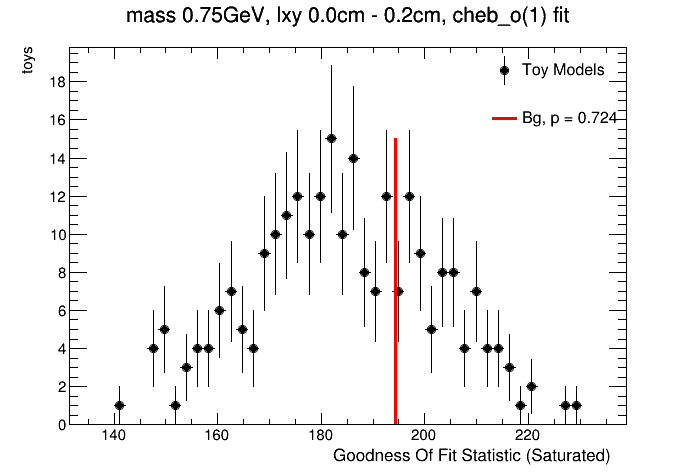 mass 0.75GeV, lxy 0.0cm - 0.2cm, cheb_o(1) fit
toys
Toy Models
Bg, p = 0.724
18
16
14
12
10
8
6
4
2
0
140 160 180 200 220
Goodness Of Fit Statistic (Saturated)